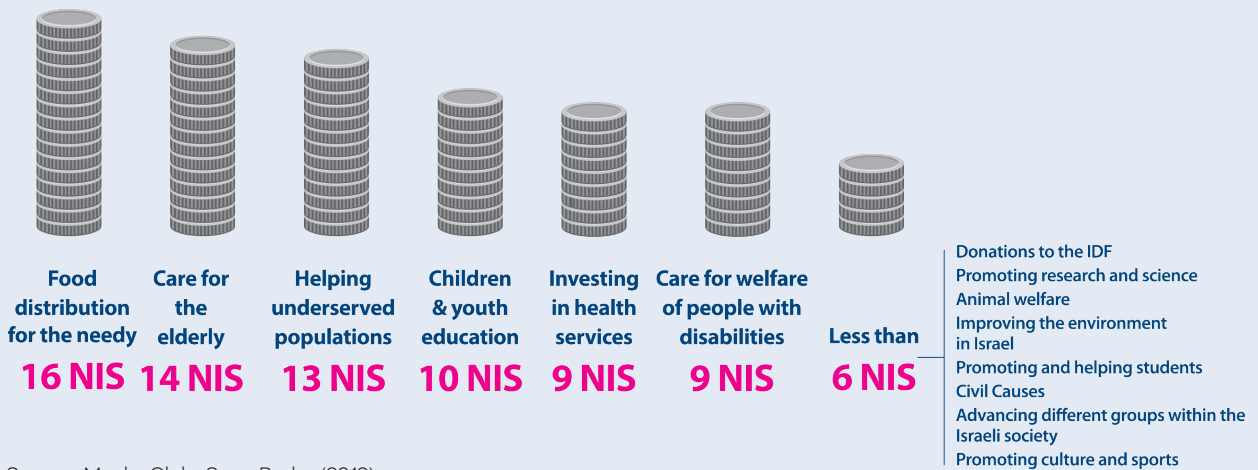 Food
distribution
for the needy
16 NIS
Care for
the
elderly
14 NIS
Helping
underserved
populations
13 NIS
Children
& youth
education
10 NIS
Investing
in health
services
9 NIS
Care for welfare
of people with
disabilities
9 NIS
Less than
6 NIS
Donations to the IDF
Promoting research and science
Animal welfare
Improving the environment
in Israel
Promoting and helping students
Civil Causes
Advancing different groups within the
Israeli society
Promoting culture and sports